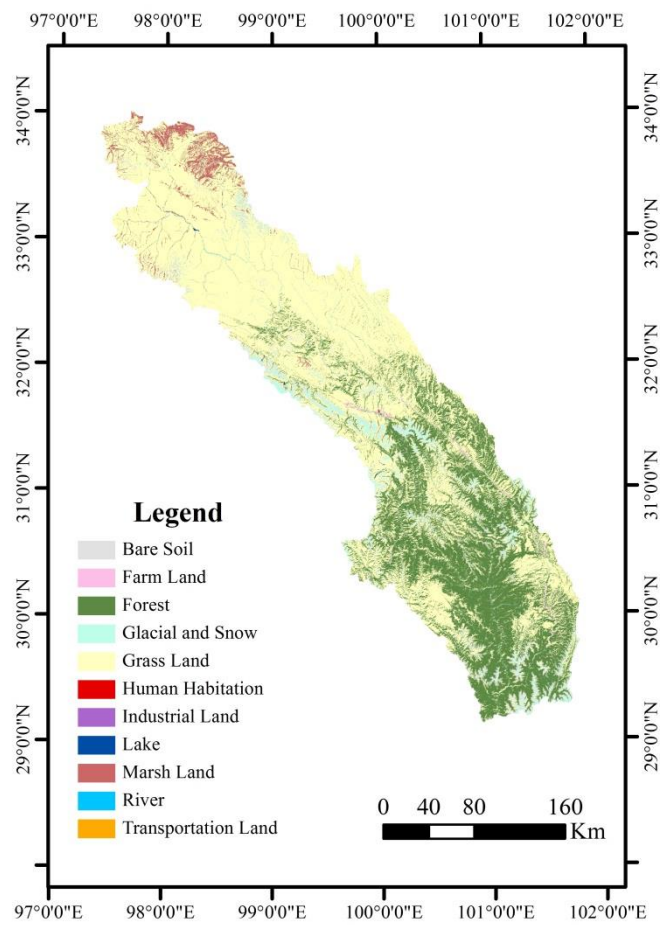 97°0'0"E 98°0'0"E 99°0'0"E 100°0'0"E 101°0'0"E 102°0'0"E
34°0'0"N 34°0'0"N
33°0'0"N 33°0'0"N
32°0'0"N 32°0'0"N
31°0'0"N 31°0'0"N
30°0'0"N 30°0'0"N
29°0'0"N 29°0'0"N
Legend
Bare Soil
Farm Land
Forest
Glacial and Snow
Grass Land
Human Habitation
Industrial Land
Lake
Marsh Land
River
Transportation Land
0 40 80 160
Km
97°0'0"E 98°0'0"E 99°0'0"E 100°0'0"E 101°0'0"E 102°0'0"E